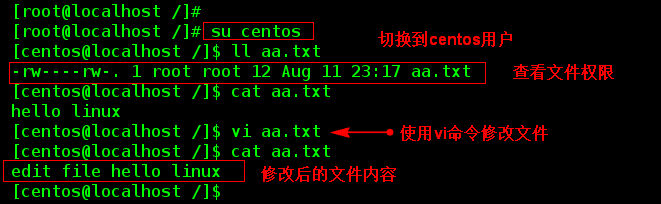 [root@localhost /]#
[root@localhost /]# su centos
切换到centos用户
[centos@localhost /]$ ll aa.txt
-rw----rw-. 1 root root 12 Aug 11 23:17 aa.txt
查看文件权限
[centos@localhost /]$ cat aa.txt
hello linux
[centos@localhost /]$ vi aa.txt
使用vi命令修改文件
[centos@localhost /]$ cat aa.txt
edit file hello linux
修改后的文件内容
[centos@localhost /]$